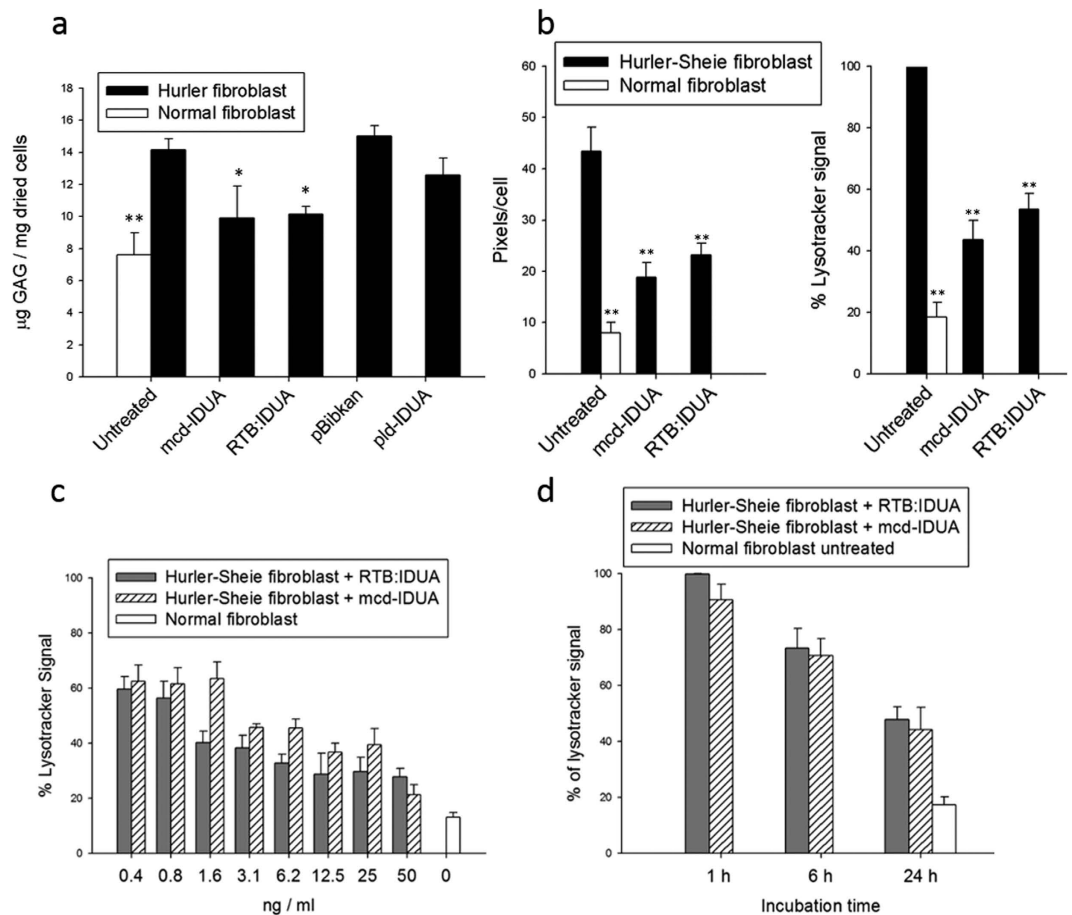 a
Hurler fibroblast
Normal fibroblast
µg GAG / mg dried cells
18
16
14
12
10
8
6
4
2
0
**
*
*
Untreated
mcd-IDUA
RTB:IDUA
pBibkan
pld-IDUA
b
Hurler-Sheie fibroblast
Normal fibroblast
Pixels/cell
60
50
40
30
20
10
0
**
**
**
Untreated
mcd-IDUA
RTB:IDUA
% Lysotracker signal
100
80
60
40
20
0
**
**
**
Untreated
mcd-IDUA
RTB:IDUA
c
Hurler-Sheie fibroblast + RTB:IDUA
Hurler-Sheie fibroblast + mcd-IDUA
Normal fibroblast
% Lysotracker Signal
100
80
60
40
20
0
0.4 0.8 1.6 3.1 6.2 12.5 25 50 0
ng / ml
d
Hurler-Sheie fibroblast + RTB:IDUA
Hurler-Sheie fibroblast + mcd-IDUA
Normal fibroblast untreated
% of lysotracker signal
100
80
60
40
20
0
1 h 6 h 24 h
Incubation time